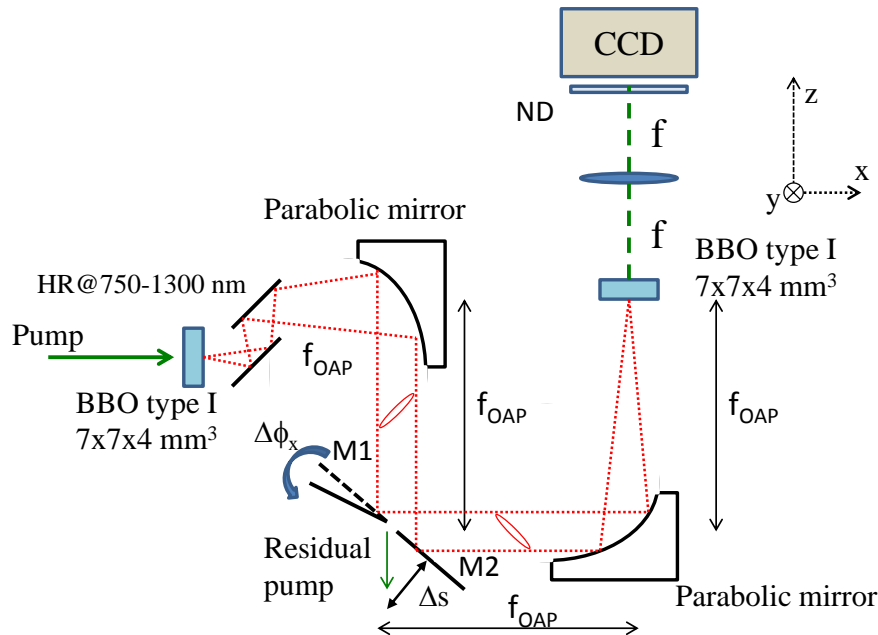 CCD
ND
f
z
x
y
Parabolic mirror
f
BBO type I
7x7x4 mm³
HR@750-1300 nm
Pump
f_OAP
BBO type I
7x7x4 mm³
f_OAP
f_OAP
Δϕ_x
M1
Residual
pump
M2
Δs
f_OAP
Parabolic mirror